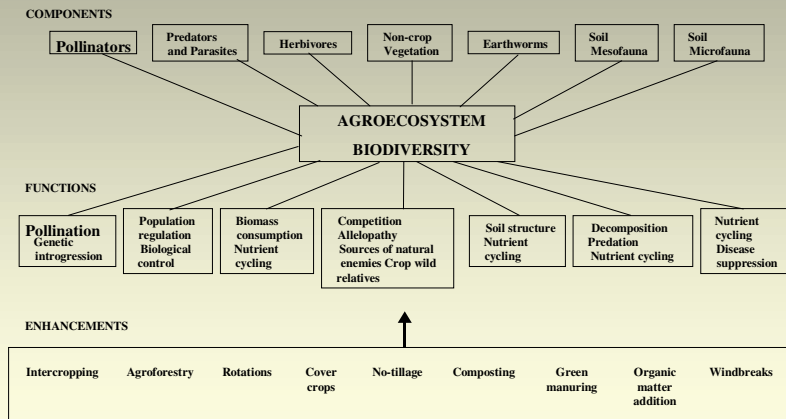 COMPONENTS
Pollinators
Predators
and Parasites
Herbivores
Non-crop
Vegetation
Earthworms
Soil
Mesofauna
Soil
Microfauna
AGROECOSYSTEM
BIODIVERSITY
FUNCTIONS
Pollination
Genetic
introgression
Population
regulation
Biological
control
Biomass
consumption
Nutrient
cycling
Competition
Allelopathy
Sources of natural
enemies Crop wild
relatives
Soil structure
Nutrient
cycling
Decomposition
Predation
Nutrient cycling
Nutrient
cycling
Disease
suppression
ENHANCEMENTS
Intercropping
Agroforestry
Rotations
Cover
crops
No-tillage
Composting
Green
manuring
Organic
matter
addition
Windbreaks